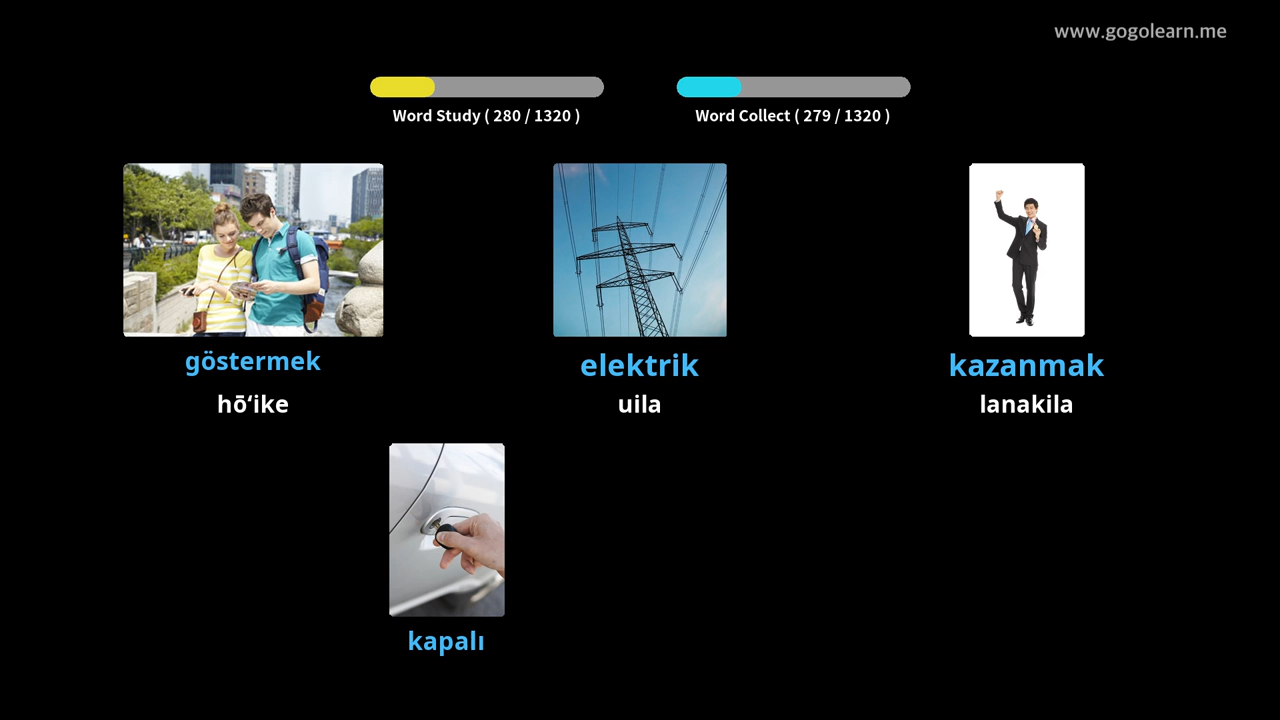 www.gogolearn.me
Word Study ( 280 / 1320 )
Word Collect ( 279 / 1320 )
göstermek
hōʻike
elektrik
uila
kazanmak
lanakila
kapalı